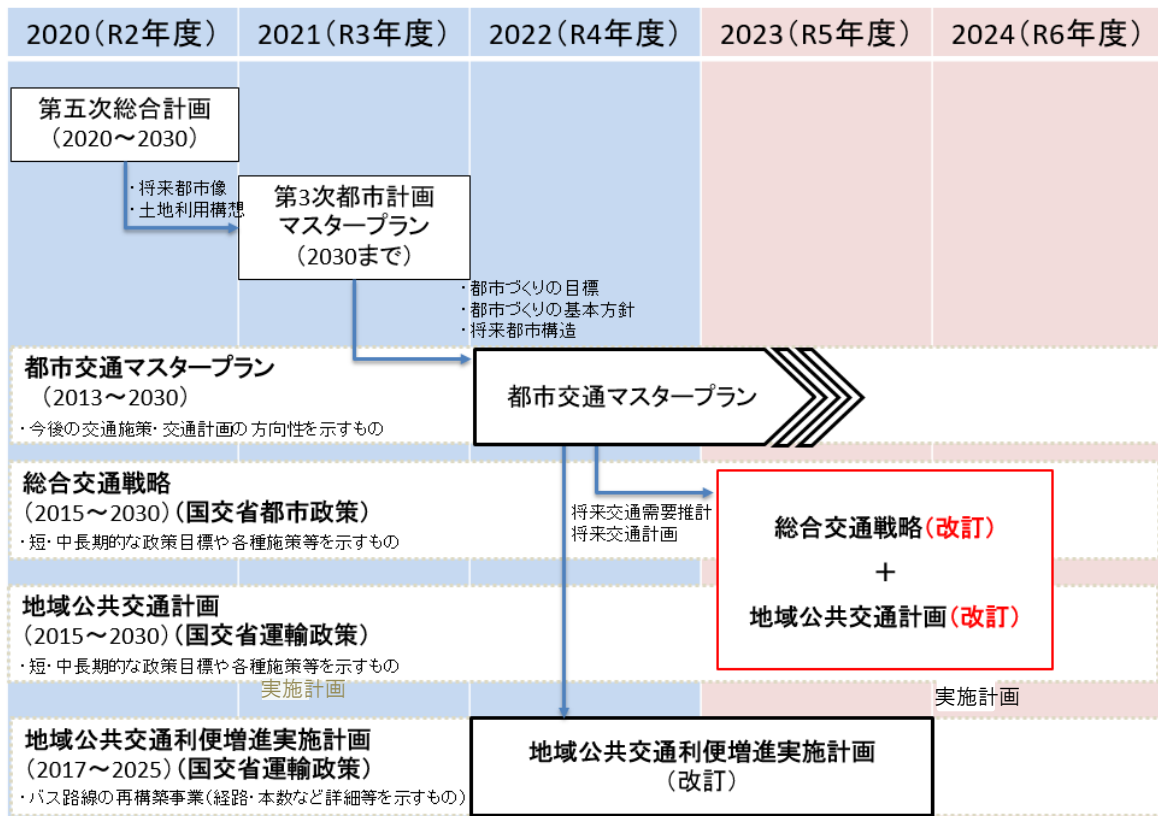 2020(R2年度)
2021(R3年度)
2022(R4年度)
2023(R5年度)
2024(R6年度)
第五次総合計画
(2020～2030)
・将来都市像
・土地利用構想
第3次都市計画
マスタープラン
(2030まで)
・都市づくりの目標
・都市づくりの基本方針
・将来都市構造
都市交通マスタープラン
(2013～2030)
・今後の交通施策・交通計画の方向性を示すもの
都市交通マスタープラン
総合交通戦略
(2015～2030)(国交省都市政策)
・短・中長期的な政策目標や各種施策等を示すもの
将来交通需要推計
将来交通計画
総合交通戦略(改訂)
+
地域公共交通計画(改訂)
地域公共交通計画
(2015～2030)(国交省運輸政策)
・短・中長期的な政策目標や各種施策等を示すもの
実施計画
実施計画
地域公共交通利便増進実施計画
(2017～2025)(国交省運輸政策)
・バス路線の再構築事業(経路・本数など詳細等を示すもの)
地域公共交通利便増進実施計画
(改訂)